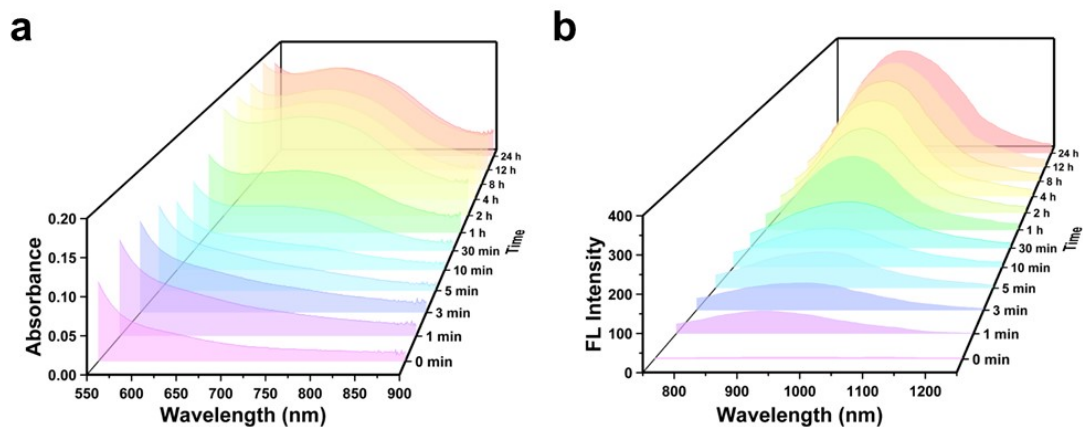 a
0.20
0.15
0.10
0.05
0.00
Absorbance
550 600 650 700 750 800 850 900
Wavelength (nm)
24 h
12 h
8 h
4 h
2 h
1 h
30 min
10 min
5 min
3 min
1 min
0 min
Time
b
400
300
200
100
0
FL Intensity
800 900 1000 1100 1200
Wavelength (nm)
24 h
12 h
8 h
4 h
2 h
1 h
30 min
10 min
5 min
3 min
1 min
0 min
Time